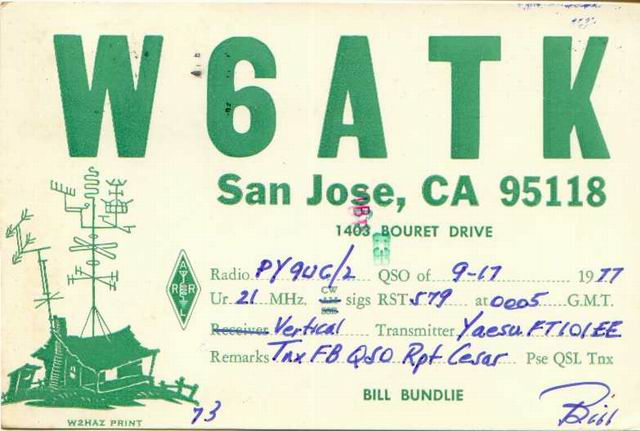 W6ATK
San Jose, CA 95118
1403 BOURET DRIVE
Radio PY9UG/2 QSO of 9-17 1977
Ur 21 MHz. CW sigs RST 579 at 0005 G.M.T.
Receiver Vertical Transmitter Yaesu FT101EE
Remarks Tnx FB QSO Rpt Cesar Pse QSL Tnx
BILL BUNDLIE
73 Bill
W2HAZ PRINT